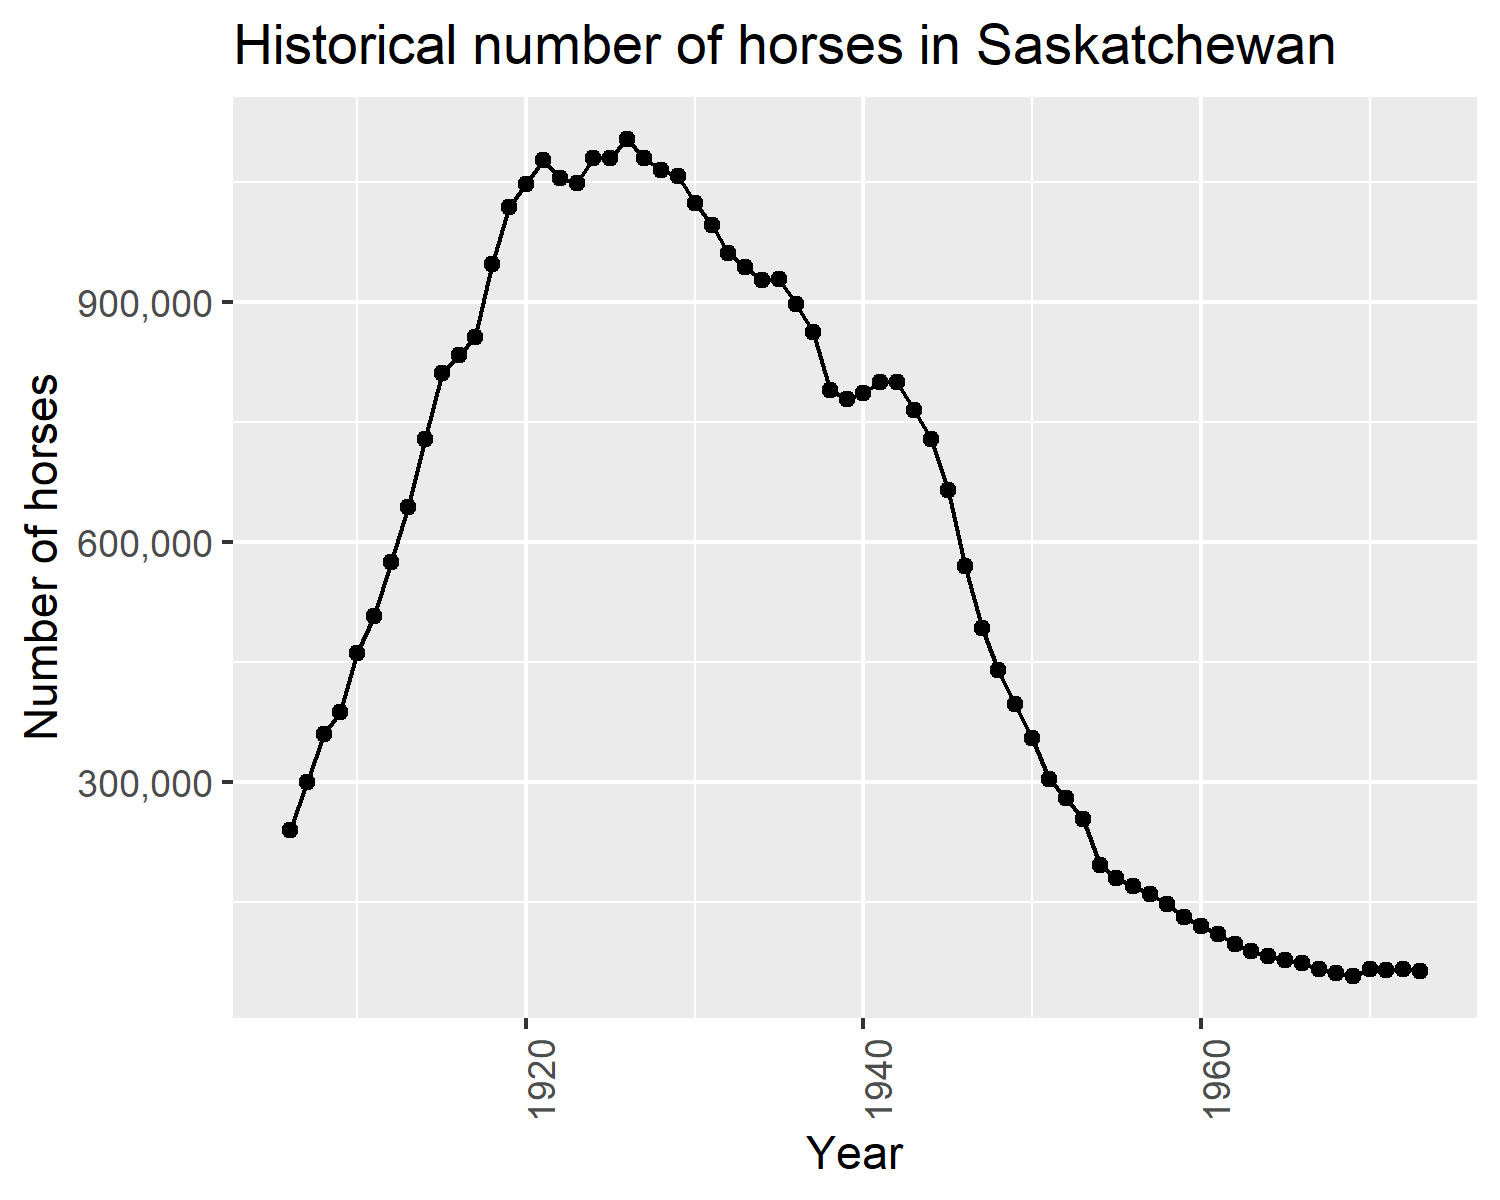 Historical number of horses in Saskatchewan
Number of horses
900,000
600,000
300,000
1920
1940
1960
Year